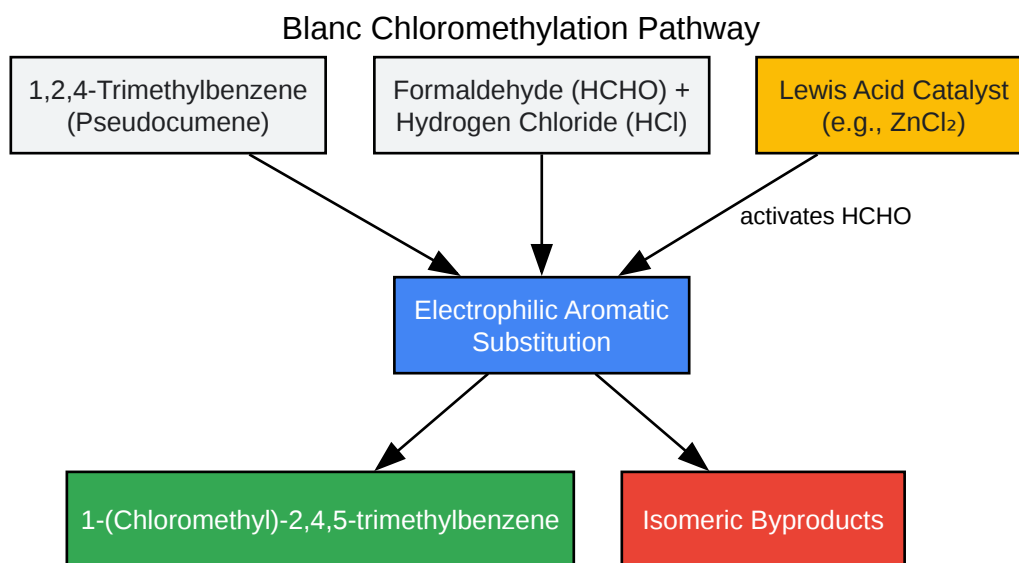 Blanc Chloromethylation Pathway
1,2,4-Trimethylbenzene
(Pseudocumene)
Formaldehyde (HCHO) +
Hydrogen Chloride (HCl)
Lewis Acid Catalyst
(e.g., ZnCl₂)
activates HCHO
Electrophilic Aromatic
Substitution
1-(Chloromethyl)-2,4,5-trimethylbenzene
Isomeric Byproducts